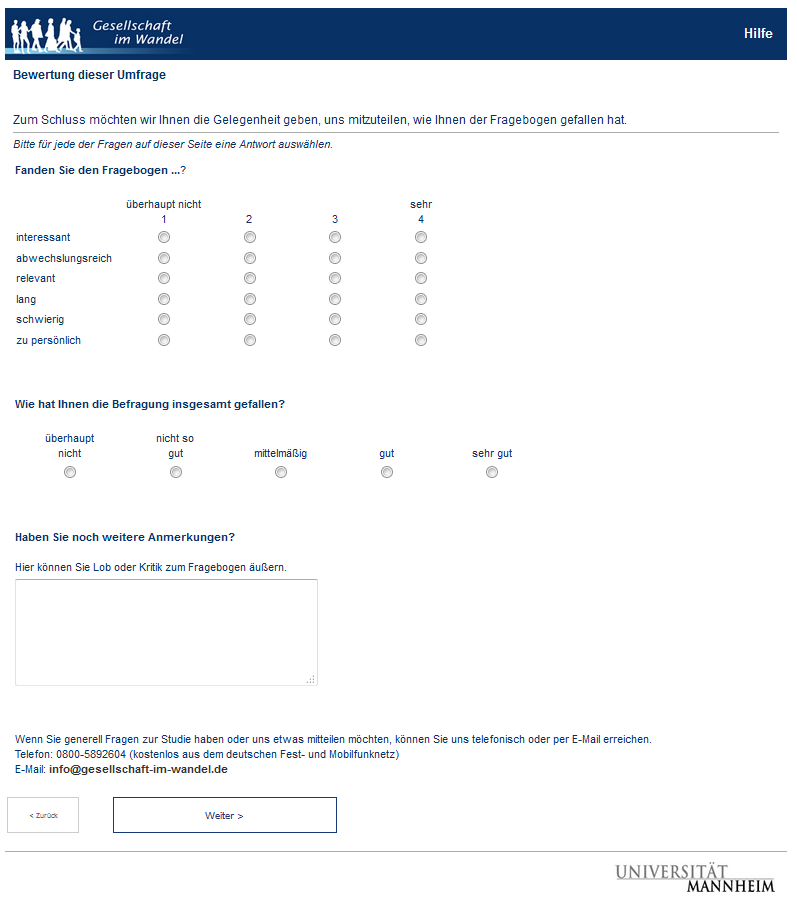 Gesellschaft
im Wandel
Hilfe
Bewertung dieser Umfrage
Zum Schluss möchten wir Ihnen die Gelegenheit geben, uns mitzuteilen, wie Ihnen der Fragebogen gefallen hat.
Bitte für jede der Fragen auf dieser Seite eine Antwort auswählen.
Fanden Sie den Fragebogen ...?
überhaupt nicht sehr
1 2 3 4
interessant
abwechslungsreich
relevant
lang
schwierig
zu persönlich
Wie hat Ihnen die Befragung insgesamt gefallen?
überhaupt nicht so
nicht gut mittelmäßig gut sehr gut
Haben Sie noch weitere Anmerkungen?
Hier können Sie Lob oder Kritik zum Fragebogen äußern.
Wenn Sie generell Fragen zur Studie haben oder uns etwas mitteilen möchten, können Sie uns telefonisch oder per E-Mail erreichen.
Telefon: 0800-5892604 (kostenlos aus dem deutschen Fest- und Mobilfunknetz)
E-Mail: info@gesellschaft-im-wandel.de
< Zurück Weiter >
UNIVERSITÄT
MANNHEIM